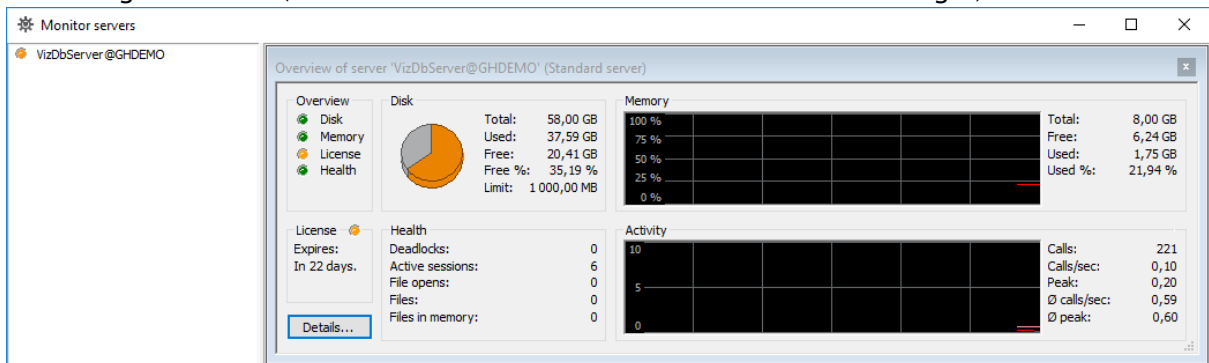 Monitor servers
VizDbServer@GHDEMO
Overview of server 'VizDbServer@GHDEMO' (Standard server)
Overview
Disk
Memory
License
Health
Disk
Total: 58,00 GB
Used: 37,59 GB
Free: 20,41 GB
Free %: 35,19 %
Limit: 1 000,00 MB
Memory
100 %
75 %
50 %
25 %
0 %
Total: 8,00 GB
Free: 6,24 GB
Used: 1,75 GB
Used %: 21,94 %
License
Expires:
In 22 days.
Details...
Health
Deadlocks: 0
Active sessions: 6
File opens: 0
Files: 0
Files in memory: 0
Activity
10
5
0
Calls: 221
Calls/sec: 0,10
Peak: 0,20
Ø calls/sec: 0,59
Ø peak: 0,60